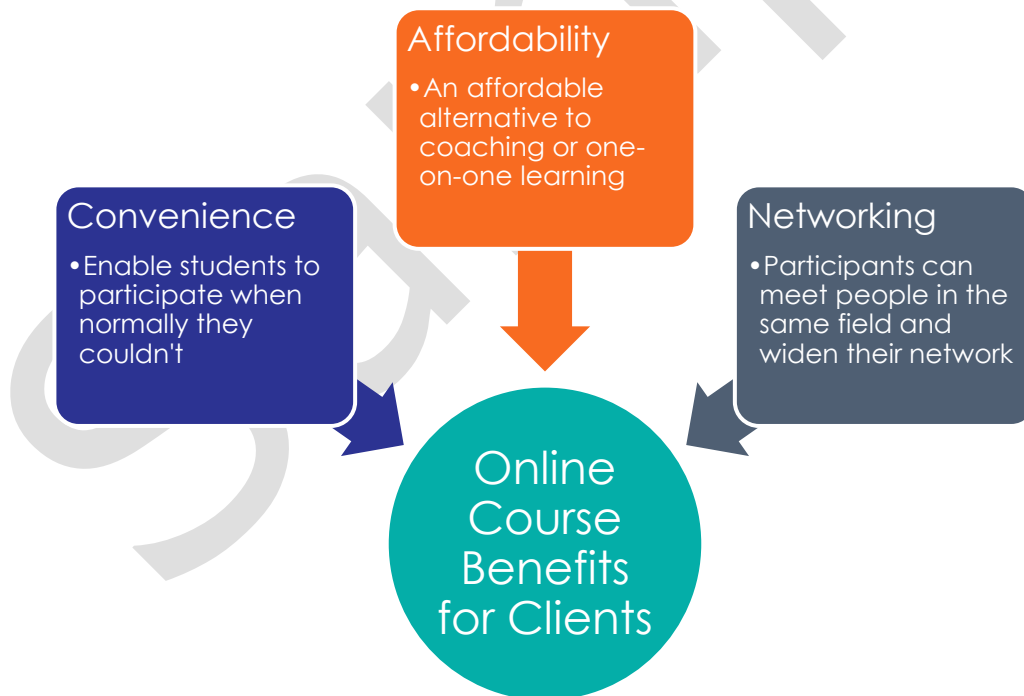 Affordability
•An affordable
alternative to
coaching or one-
on-one learning
Convenience
•Enable students to
participate when
normally they
couldn't
Networking
•Participants can
meet people in the
same field and
widen their network
Online
Course
Benefits
for Clients